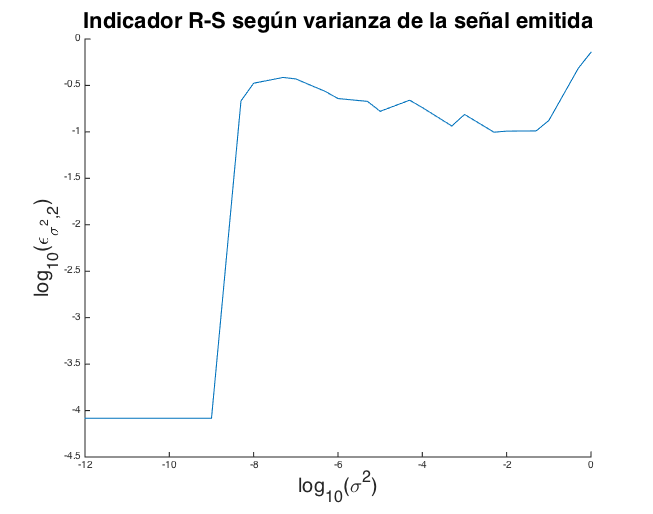 Indicador R-S según varianza de la señal emitida
0
-0.5
-1
-1.5
-2
-2.5
-3
-3.5
-4
-4.5
log10(ϵσ2,2)
-12 -10 -8 -6 -4 -2 0
log10(σ2)